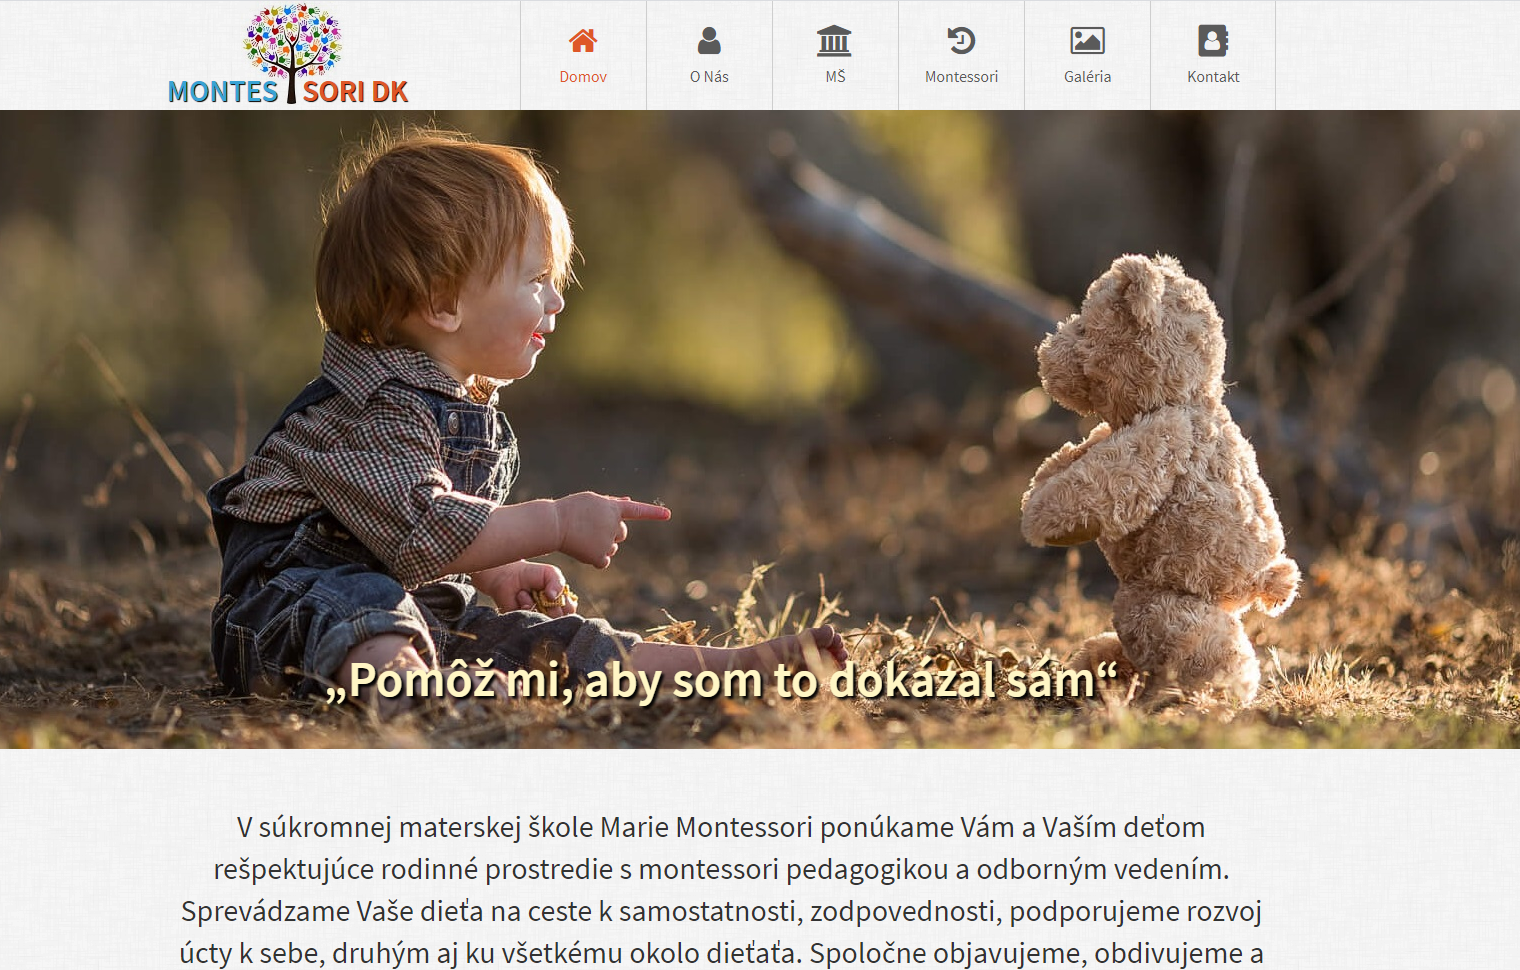 MONTES SORI DK
Domov
O Nás
MŠ
Montessori
Galéria
Kontakt
„Pomôž mi, aby som to dokázal sám“
V súkromnej materskej škole Marie Montessori ponúkame Vám a Vaším deťom
rešpektujúce rodinné prostredie s montessori pedagogikou a odborným vedením.
Sprevádzame Vaše dieťa na ceste k samostatnosti, zodpovednosti, podporujeme rozvoj
úcty k sebe, druhým aj ku všetkému okolo dieťaťa. Spoločne objavujeme, obdivujeme a